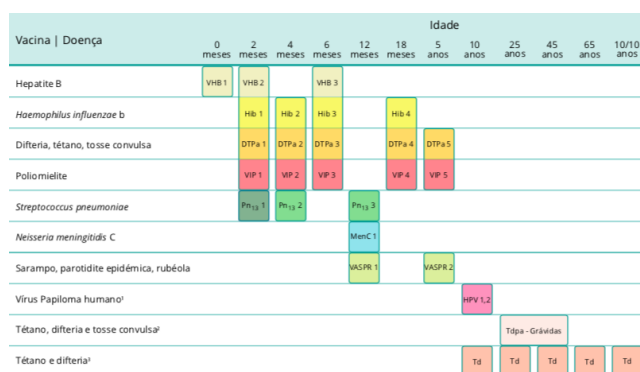 Idade
Vacina | Doença
0 meses 2 meses 4 meses 6 meses 12 meses 18 meses 5 anos 10 anos 25 anos 45 anos 65 anos 10/10 anos
Hepatite B VHB 1 VHB 2 VHB 3
Haemophilus influenzae b Hib 1 Hib 2 Hib 3 Hib 4
Difteria, tétano, tosse convulsa DTPa 1 DTPa 2 DTPa 3 DTPa 4 DTPa 5
Poliomielite VIP 1 VIP 2 VIP 3 VIP 4 VIP 5
Streptococcus pneumoniae Pn₁₃ 1 Pn₁₃ 2 Pn₁₃ 3
Neisseria meningitidis C MenC 1
Sarampo, parotidite epidémica, rubéola VASPR 1 VASPR 2
Vírus Papiloma humano¹ HPV 1,2
Tétano, difteria e tosse convulsa² Tdpa - Grávidas
Tétano e difteria³ Td Td Td Td Td